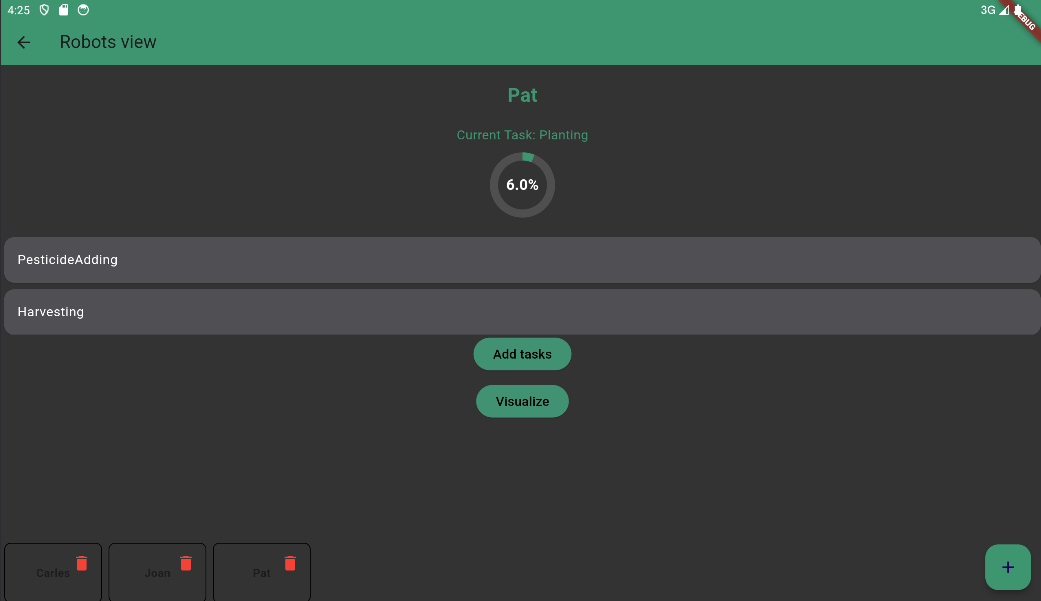 4:25 3G
DEBUG
Robots view
Pat
Current Task: Planting
6.0%
PesticideAdding
Harvesting
Add tasks
Visualize
Carles Joan Pat
+